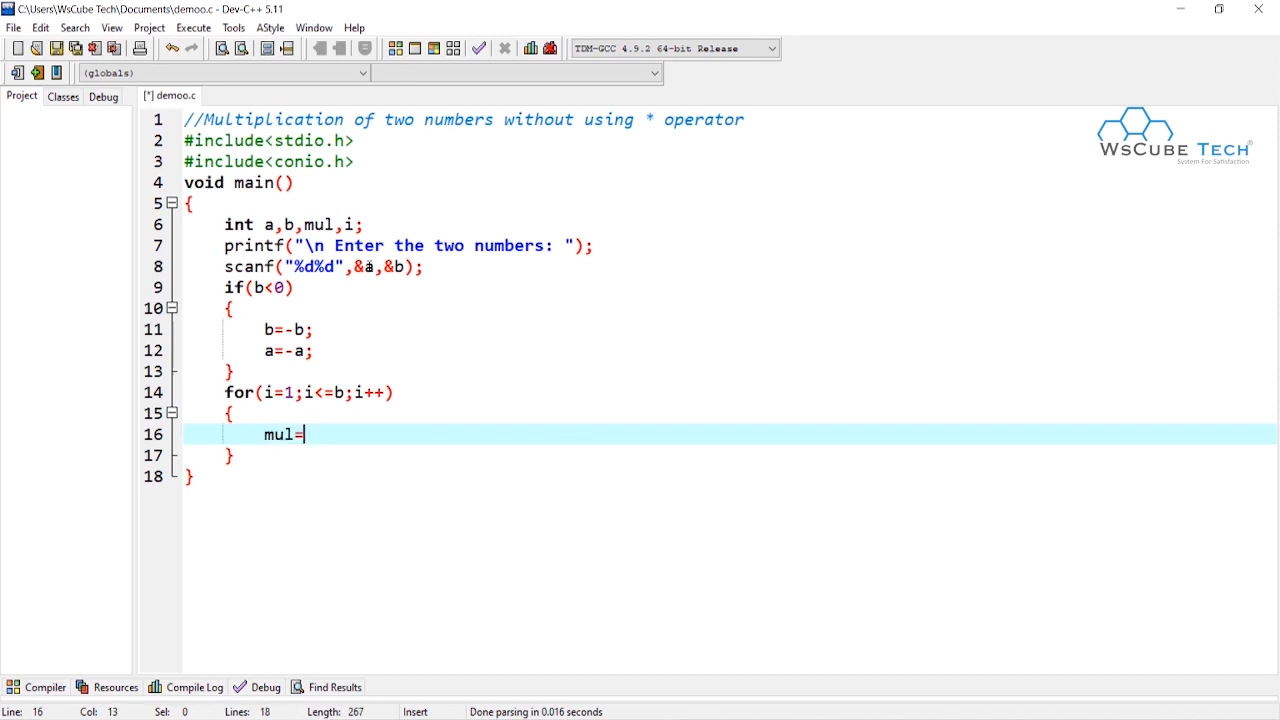 C:\Users\WsCube Tech\Documents\demoo.c - Dev-C++ 5.11
File Edit Search View Project Execute Tools AStyle Window Help
TDM-GCC 4.9.2 64-bit Release
(globals)
Project Classes Debug [*] demoo.c
1 //Multiplication of two numbers without using * operator
2 #include<stdio.h>
3 #include<conio.h>
4 void main()
5 {
6 int a,b,mul,i;
7 printf("\n Enter the two numbers: ");
8 scanf("%d%d",&a,&b);
9 if(b<0)
10 {
11 b=-b;
12 a=-a;
13 }
14 for(i=1;i<=b;i++)
15 {
16 mul=
17 }
18 }
WsCube Tech®
System For Satisfaction
Compiler Resources Compile Log Debug Find Results
Line: 16 Col: 13 Sel: 0 Lines: 18 Length: 267 Insert Done parsing in 0.016 seconds